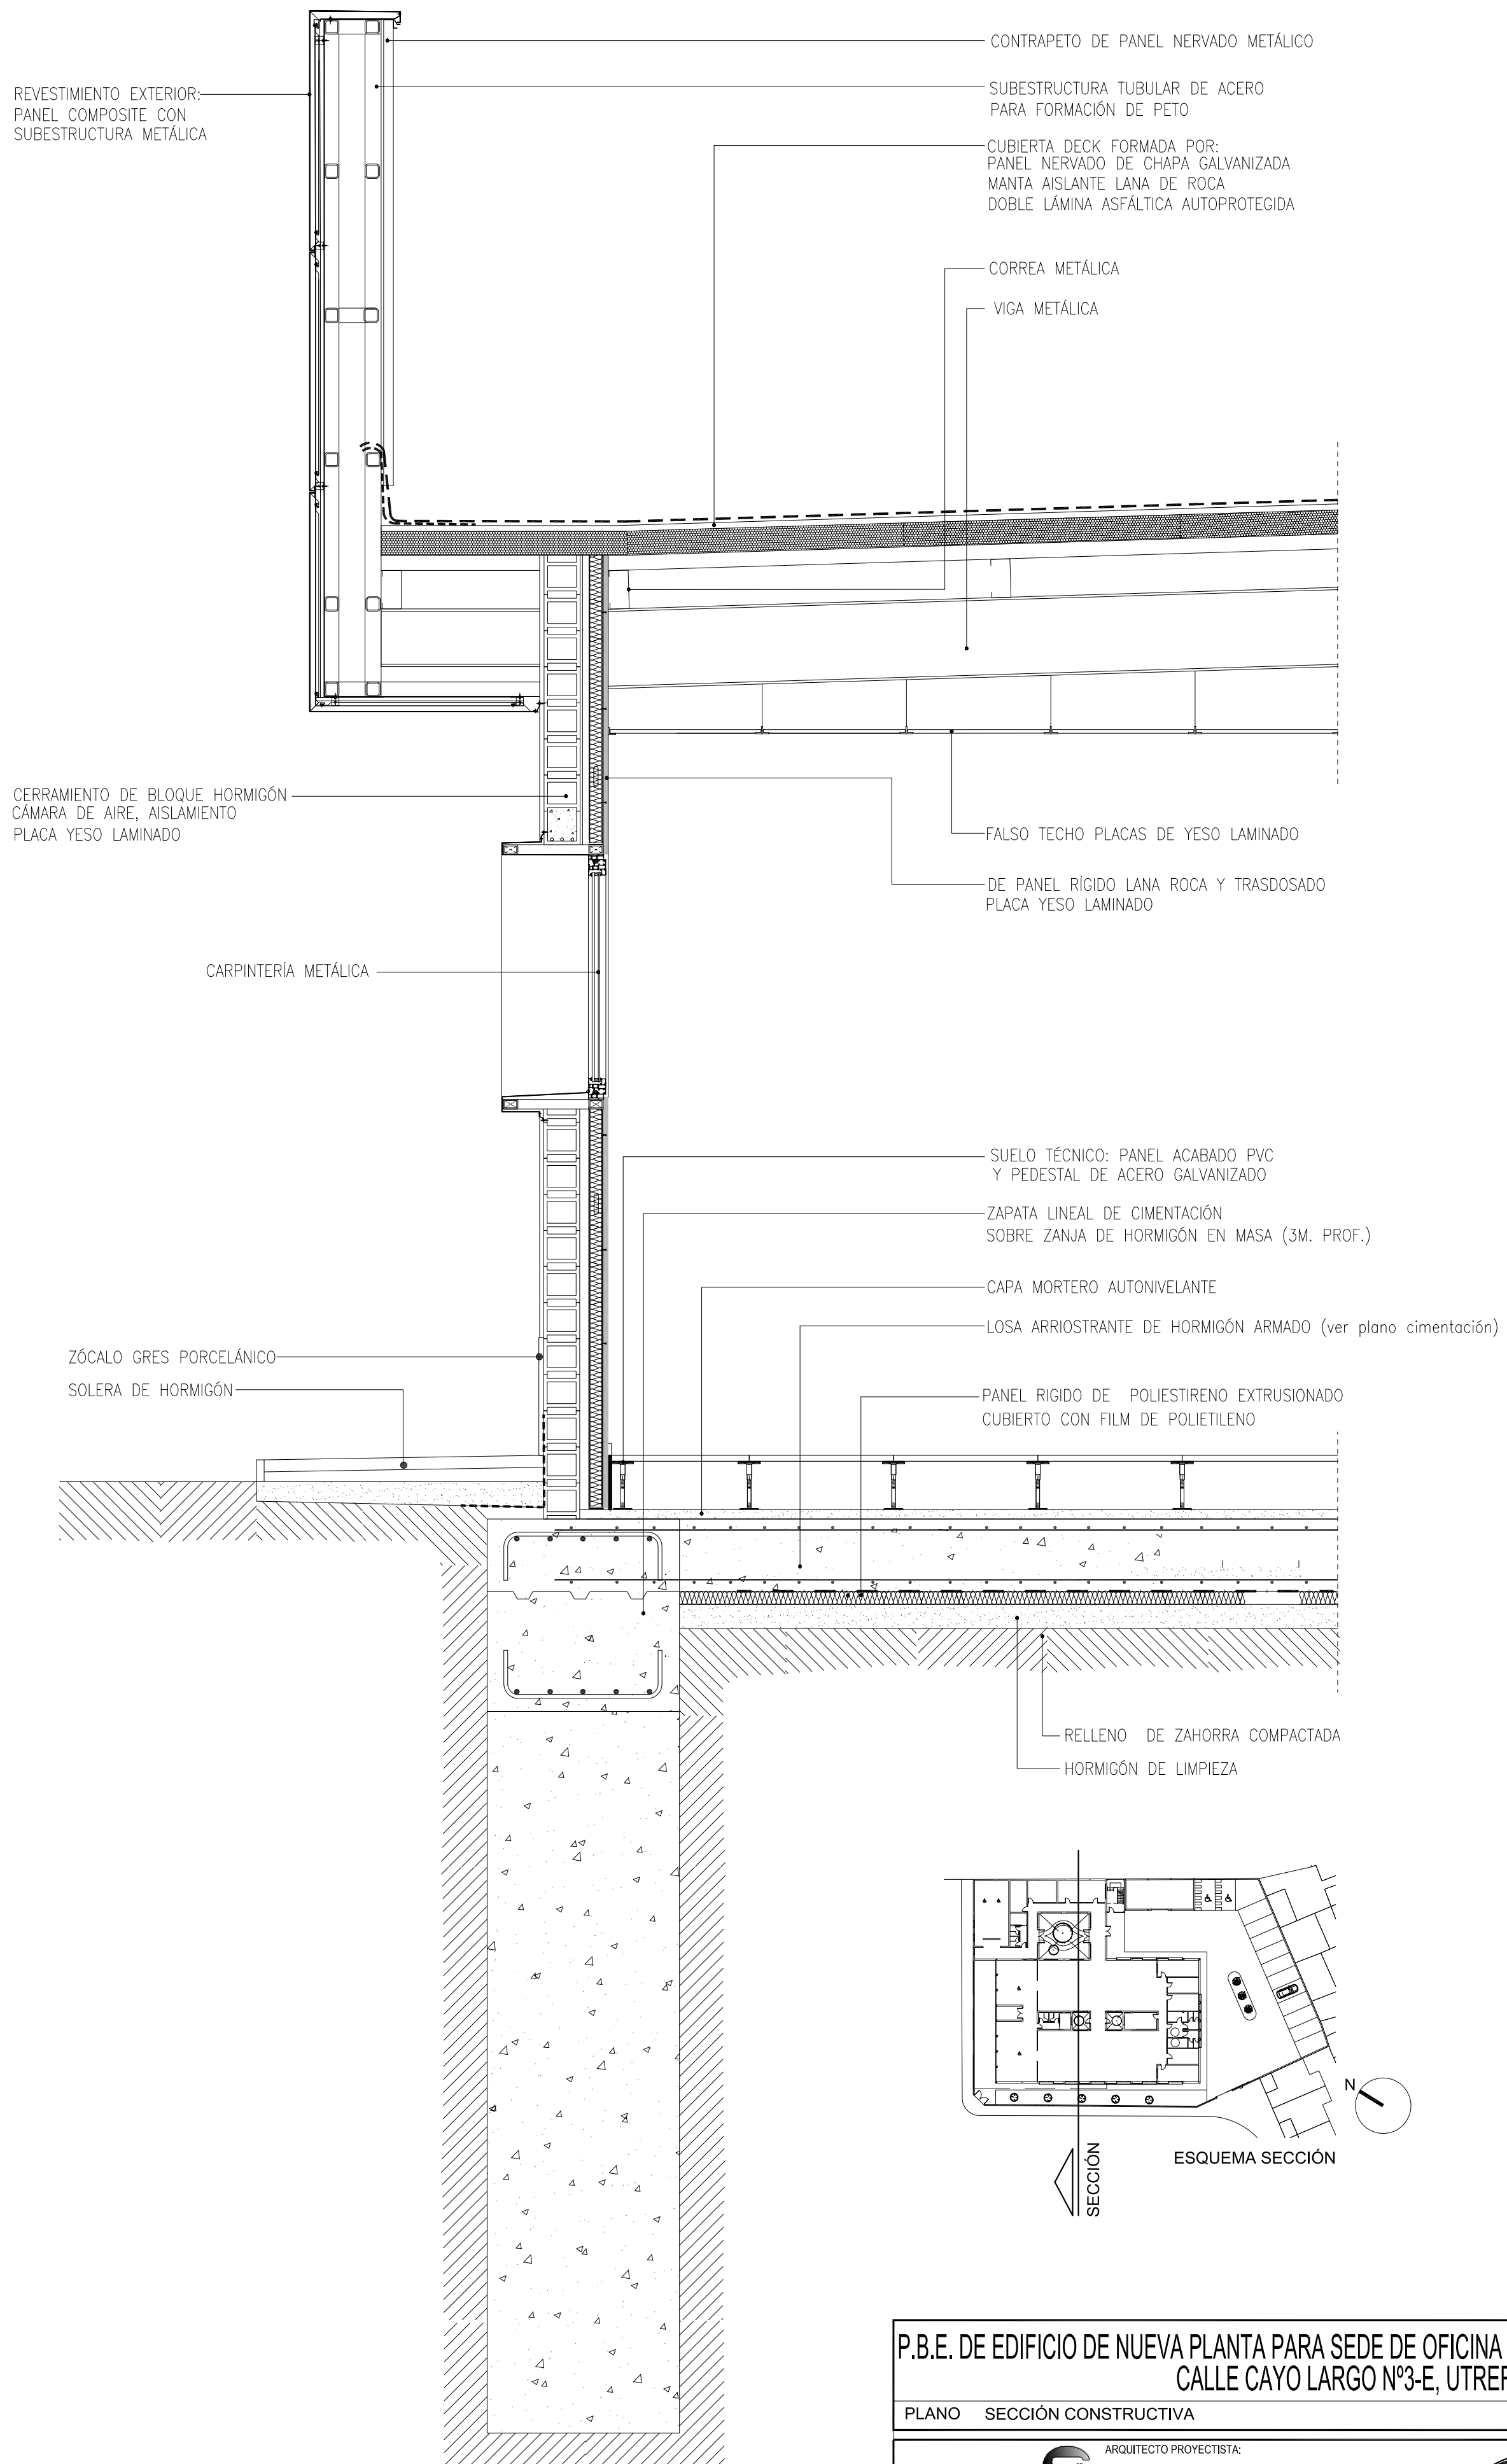 CONTRAPETO DE PANEL NERVADO METÁLICO
REVESTIMIENTO EXTERIOR:
PANEL COMPOSITE CON
SUBESTRUCTURA METÁLICA
SUBESTRUCTURA TUBULAR DE ACERO
PARA FORMACIÓN DE PETO
CUBIERTA DECK FORMADA POR:
PANEL NERVADO DE CHAPA GALVANIZADA
MANTA AISLANTE LANA DE ROCA
DOBLE LÁMINA ASFÁLTICA AUTOPROTEGIDA
CORREA METÁLICA
VIGA METÁLICA
CERRAMIENTO DE BLOQUE HORMIGÓN
CÁMARA DE AIRE, AISLAMIENTO
PLACA YESO LAMINADO
FALSO TECHO PLACAS DE YESO LAMINADO
DE PANEL RÍGIDO LANA ROCA Y TRASDOSADO
PLACA YESO LAMINADO
CARPINTERÍA METÁLICA
SUELO TÉCNICO: PANEL ACABADO PVC
Y PEDESTAL DE ACERO GALVANIZADO
ZAPATA LINEAL DE CIMENTACIÓN
SOBRE ZANJA DE HORMIGÓN EN MASA (3M. PROF.)
CAPA MORTERO AUTONIVELANTE
LOSA ARRIOSTRANTE DE HORMIGÓN ARMADO (ver plano cimentación)
ZÓCALO GRES PORCELÁNICO
SOLERA DE HORMIGÓN
PANEL RIGIDO DE POLIESTIRENO EXTRUSIONADO
CUBIERTO CON FILM DE POLIETILENO
RELLENO DE ZAHORRA COMPACTADA
HORMIGÓN DE LIMPIEZA
N
SECCIÓN
ESQUEMA SECCIÓN
P.B.E. DE EDIFICIO DE NUEVA PLANTA PARA SEDE DE OFICINA
CALLE CAYO LARGO Nº3-E,
PLANO SECCIÓN CONSTRUCTIVA
ARQUITECTO PROYECTISTA: